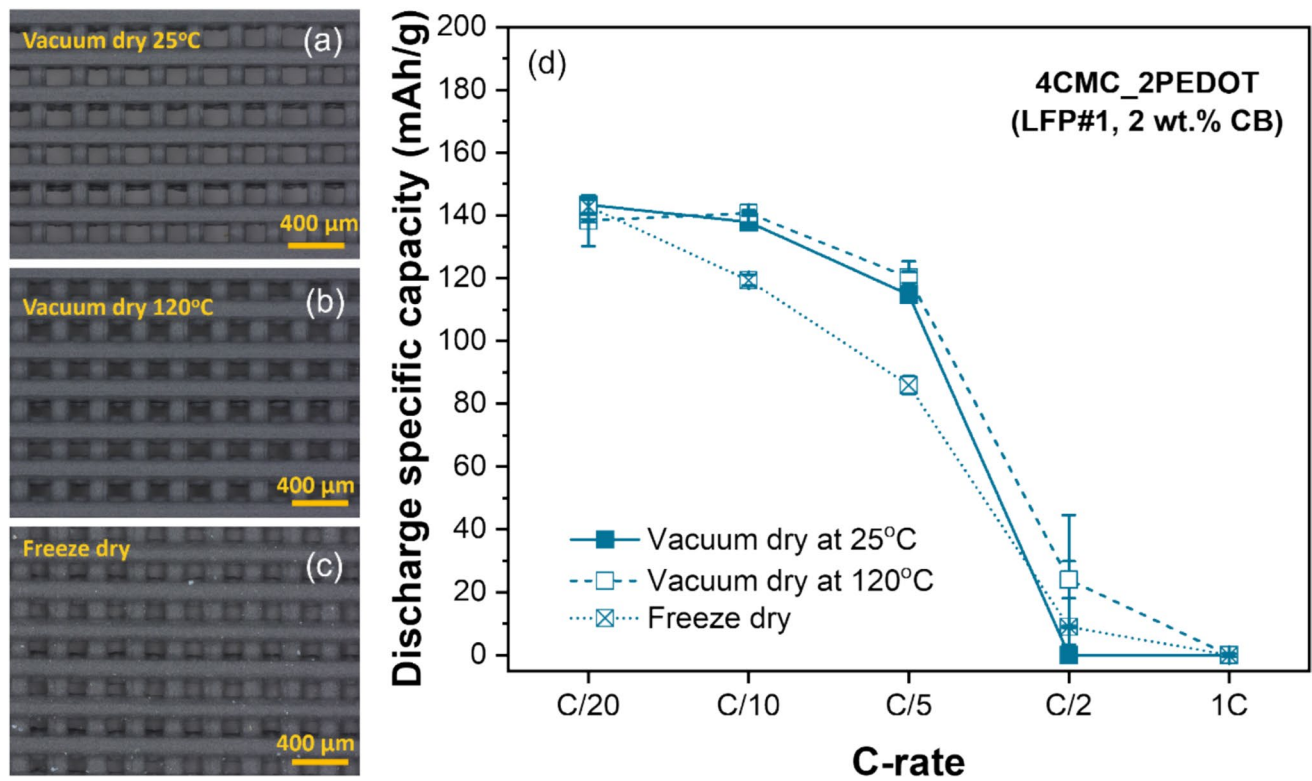 Vacuum dry 25°C
(a)
400 µm
Vacuum dry 120°C
(b)
400 µm
Freeze dry
(c)
400 µm
(d)
4CMC_2PEDOT
(LFP#1, 2 wt.% CB)
Discharge specific capacity (mAh/g)
200
180
160
140
120
100
80
60
40
20
0
Vacuum dry at 25°C
Vacuum dry at 120°C
Freeze dry
C/20
C/10
C/5
C/2
1C
C-rate